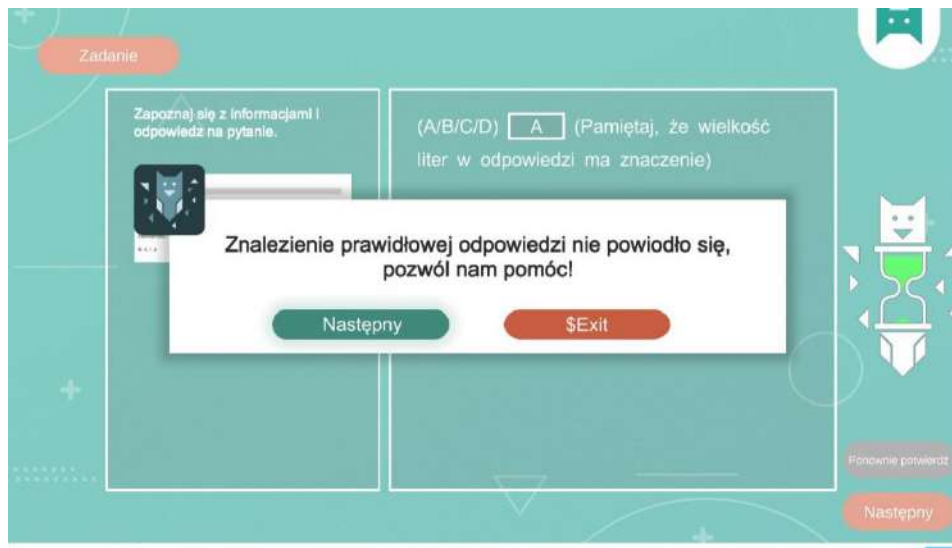 Zadanie
Zapoznaj się z informacjami i
odpowiedz na pytanie.
(A/B/C/D) A (Pamiętaj, że wielkość
liter w odpowiedzi ma znaczenie)
Znalezienie prawidłowej odpowiedzi nie powiodło się,
pozwól nam pomóc!
Następny
$Exit
Ponownie potwierdź
Następny